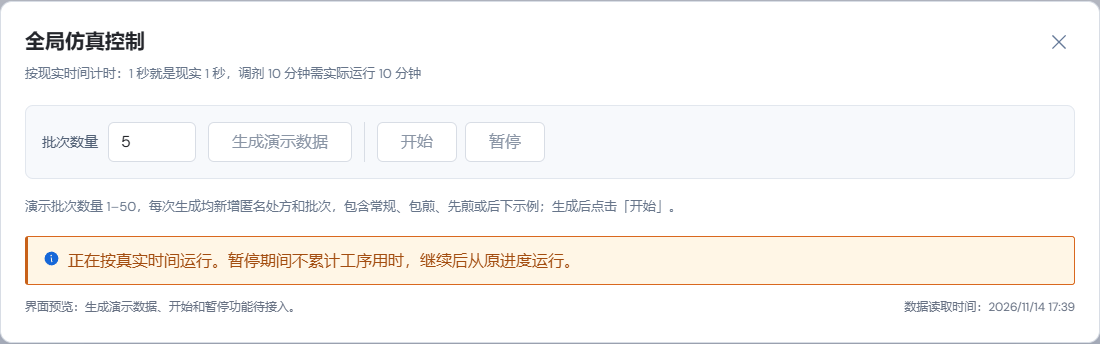 全局仿真控制
按现实时间计时：1 秒就是现实 1 秒，调剂 10 分钟需实际运行 10 分钟
批次数量 5 生成演示数据 开始 暂停
演示批次数量 1–50，每次生成均新增匿名处方和批次，包含常规、包煎、先煎或后下示例；生成后点击「开始」。
正在按真实时间运行。暂停期间不累计工序用时，继续后从原进度运行。
界面预览：生成演示数据、开始和暂停功能待接入。 数据读取时间：2026/11/14 17:39